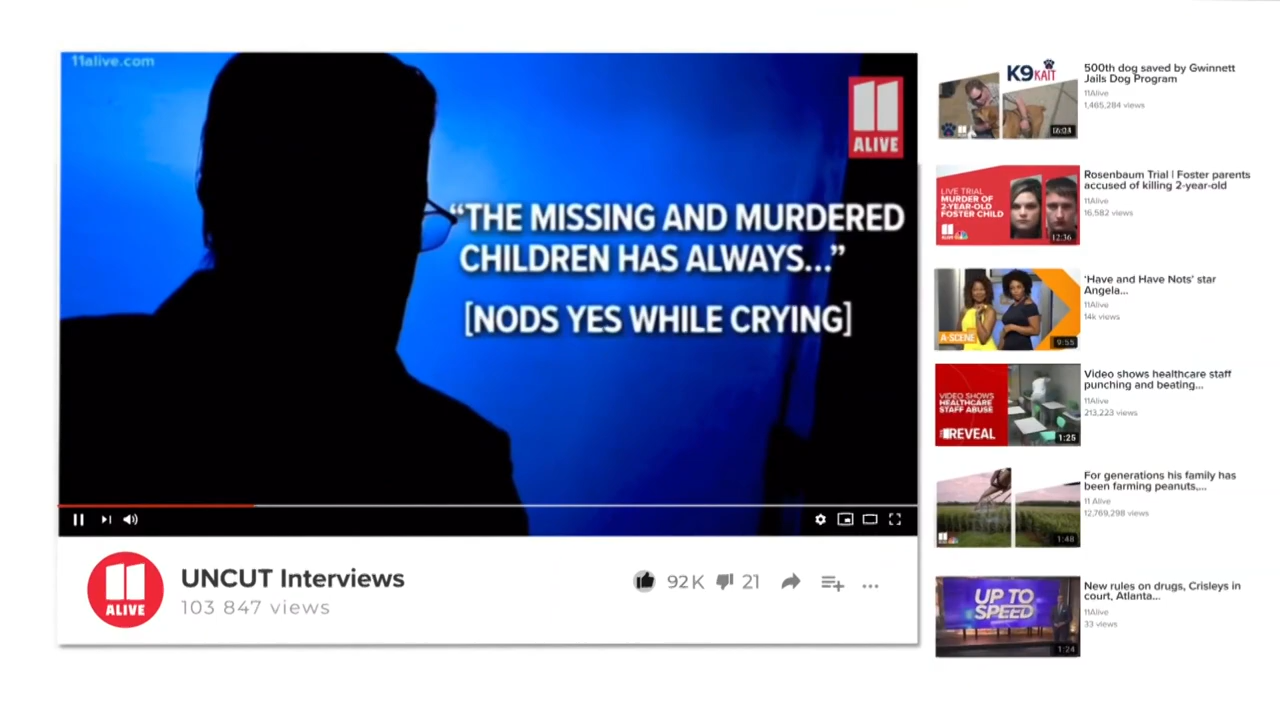 11alive.com
11
ALIVE
“THE MISSING AND MURDERED
CHILDREN HAS ALWAYS...”
[NODS YES WHILE CRYING]
11
ALIVE
UNCUT Interviews
103 847 views
92K
21
K9 KAIT
500th dog saved by Gwinnett
Jails Dog Program
11Alive
1,465,284 views
LIVE TRIAL
MURDER OF
2-YEAR-OLD
FOSTER CHILD
12:36
Rosenbaum Trial | Foster parents
accused of killing 2-year-old
11Alive
16,582 views
A-SCENE
9:55
‘Have and Have Nots’ star
Angela...
11Alive
14k views
VIDEO SHOWS
HEALTHCARE
STAFF ABUSE
REVEAL
1:25
Video shows healthcare staff
punching and beating...
11Alive
213,223 views
1:48
For generations his family has
been farming peanuts,...
11 Alive
12,769,298 views
UP TO
SPEED
1:24
New rules on drugs, Crisleys in
court, Atlanta...
11Alive
33 views